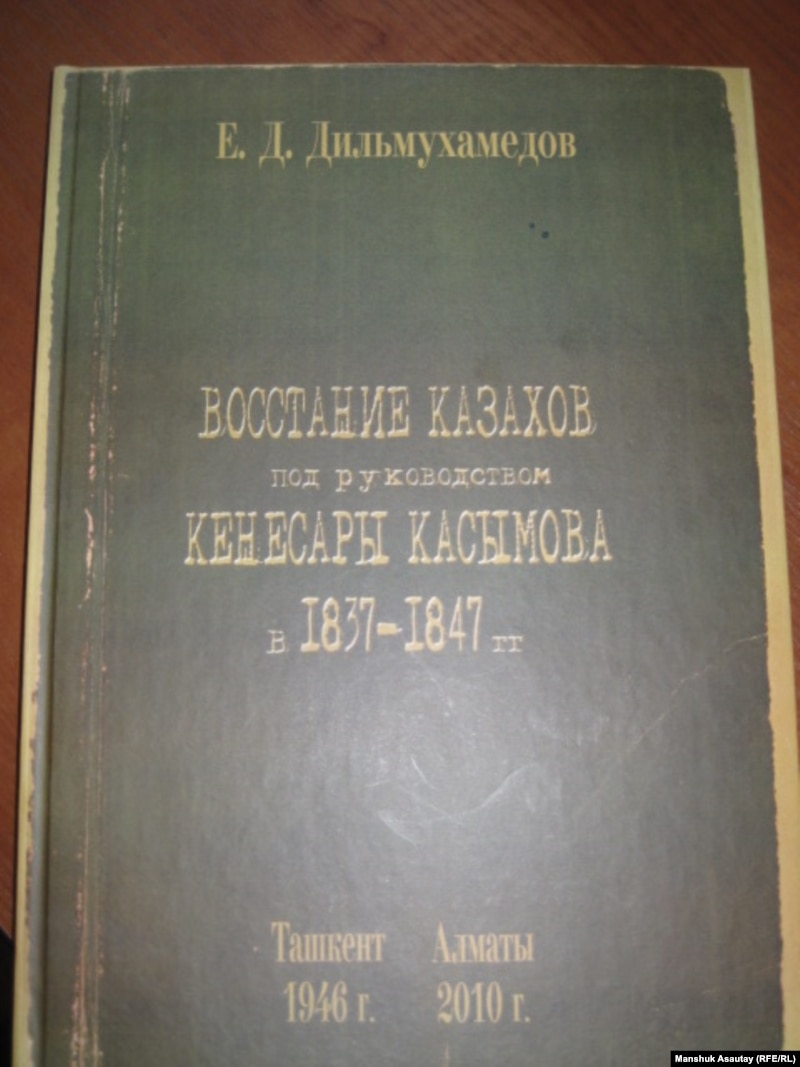 Е. Д. Дильмухамедов
ВОССТАНИЕ КАЗАХОВ
под руководством
КЕНЕСАРЫ КАСЫМОВА
в 1837-1847 гг
Ташкент Алматы
1946 г. 2010 г.
Manshuk Asautay (RFE/RL)